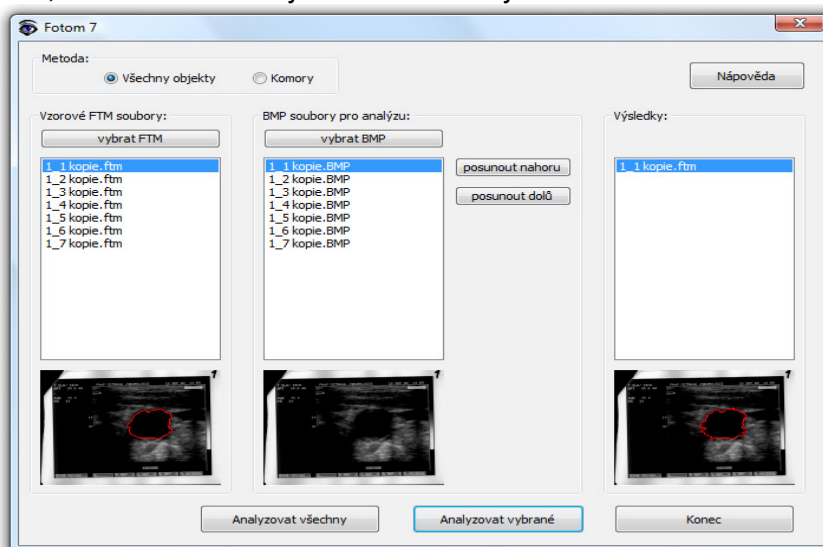 Fotom 7
Metoda:
Všechny objekty
Komory
Nápověda
Vzorové FTM soubory:
vybrat FTM
1_1 kopie.ftm
1_2 kopie.ftm
1_3 kopie.ftm
1_4 kopie.ftm
1_5 kopie.ftm
1_6 kopie.ftm
1_7 kopie.ftm
BMP soubory pro analýzu:
vybrat BMP
1_1 kopie.BMP
1_2 kopie.BMP
1_3 kopie.BMP
1_4 kopie.BMP
1_5 kopie.BMP
1_6 kopie.BMP
1_7 kopie.BMP
posunout nahoru
posunout dolů
Výsledky:
1_1 kopie.ftm
1
1
1
Analyzovat všechny
Analyzovat vybrané
Konec